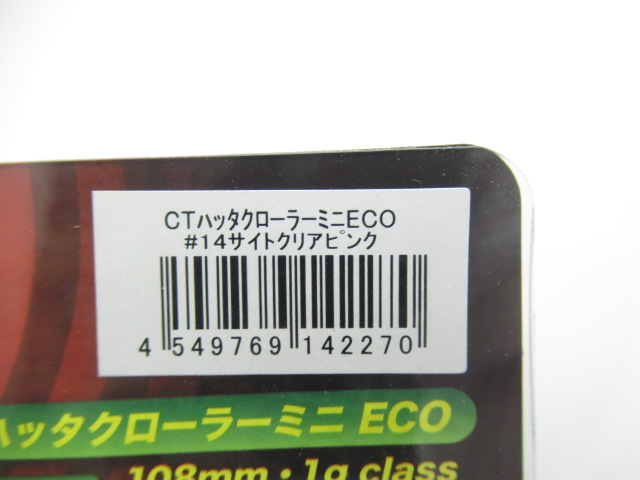 CTハッタクローラーミニECO
#14サイトクリアピンク
4 549769 142270
ハッタクローラーミニ ECO
108mm・1g class